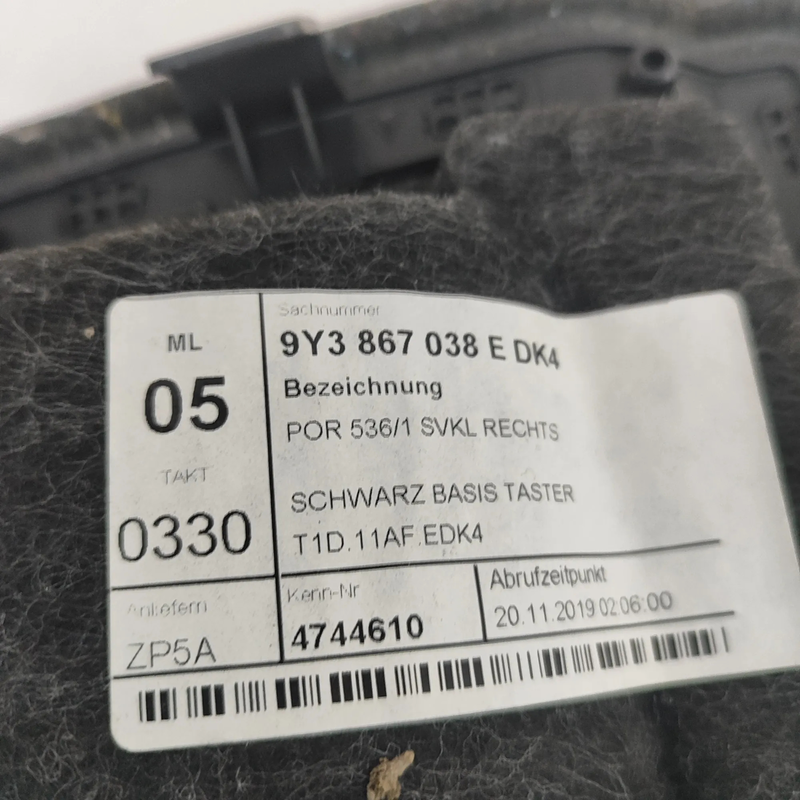 ML
05
TAKT
0330
Anliefern
ZP5A
Sachnummer
9Y3 867 038 E DK4
Bezeichnung
POR 536/1 SVKL RECHTS
SCHWARZ BASIS TASTER
T1D.11AF.EDK4
Kenn-Nr
4744610
Abrufzeitpunkt
20.11.2019 02:06:00